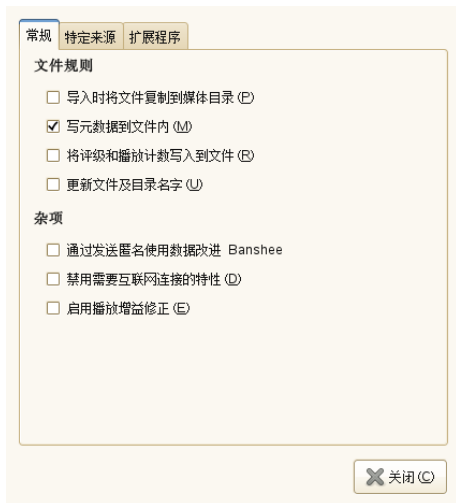 常规 特定来源 扩展程序
文件规则
导入时将文件复制到媒体目录(P)
写元数据到文件内(M)
将评级和播放计数写入到文件(R)
更新文件及目录名字(U)
杂项
通过发送匿名使用数据改进 Banshee
禁用需要互联网连接的特性(D)
启用播放增益修正(E)
关闭(C)